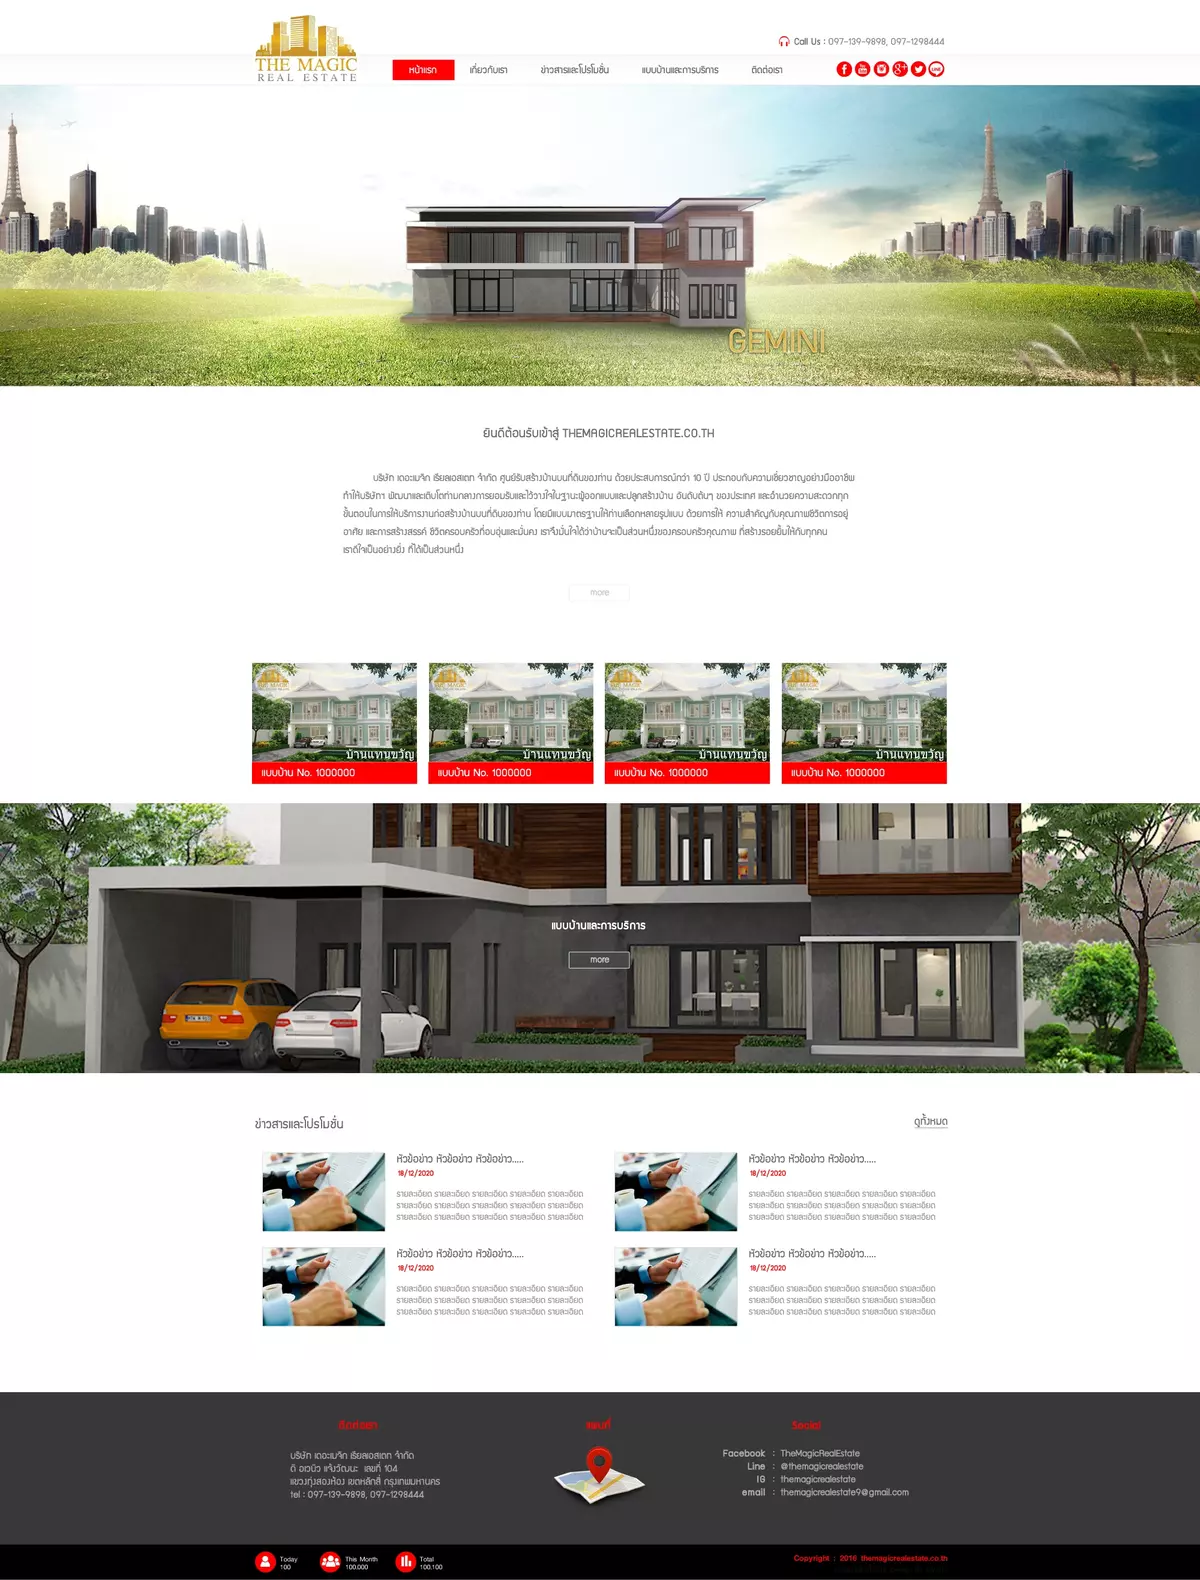 THE MAGIC
REAL ESTATE
Call Us : 097-139-9898, 097-1298444
หน้าแรก
เกี่ยวกับเรา
ข่าวสารและโปรโมชั่น
แบบบ้านและการบริการ
ติดต่อเรา
GEMINI
ยินดีต้อนรับเข้าสู่ THEMAGICREALESTATE.CO.TH
บริษัท เดอะเมจิก เรียลเอสเตท จำกัด ศูนย์รับสร้างบ้านบนที่ดินของท่าน ด้วยประสบการณ์กว่า 10 ปี ประกอบกับความเชี่ยวชาญอย่างมืออาชีพ
ทำให้บริษัทฯ พัฒนาและเติบโตท่ามกลางการยอมรับและไว้วางใจในฐานะผู้ออกแบบและปลูกสร้างบ้าน อันดับต้นๆ ของประเทศ และอำนวยความสะดวกทุก
ขั้นตอนในการให้บริการงานก่อสร้างบ้านบนที่ดินของท่าน โดยมีแบบมาตรฐานให้ท่านเลือกหลายรูปแบบ ด้วยการให้ ความสำคัญกับคุณภาพชีวิตการอยู่
อาศัย และการสร้างสรรค์ ชีวิตครอบครัวที่อบอุ่นและมั่นคง เราจึงมั่นใจได้ว่าบ้านจะเป็นส่วนหนึ่งของครอบครัวคุณภาพ ที่สร้างรอยยิ้มให้กับทุกคน
เราดีใจเป็นอย่างยิ่ง ที่ได้เป็นส่วนหนึ่ง
more
THE MAGIC
บ้านแทนขวัญ
แบบบ้าน No. 1000000
THE MAGIC
บ้านแทนขวัญ
แบบบ้าน No. 1000000
THE MAGIC
บ้านแทนขวัญ
แบบบ้าน No. 1000000
THE MAGIC
บ้านแทนขวัญ
แบบบ้าน No. 1000000
แบบบ้านและการบริการ
more
ข่าวสารและโปรโมชั่น
ดูทั้งหมด
หัวข้อข่าว หัวข้อข่าว หัวข้อข่าว.....
18/12/2020
รายละเอียด รายละเอียด รายละเอียด รายละเอียด รายละเอียด
รายละเอียด รายละเอียด รายละเอียด รายละเอียด รายละเอียด
รายละเอียด รายละเอียด รายละเอียด รายละเอียด รายละเอียด
หัวข้อข่าว หัวข้อข่าว หัวข้อข่าว.....
18/12/2020
รายละเอียด รายละเอียด รายละเอียด รายละเอียด รายละเอียด
รายละเอียด รายละเอียด รายละเอียด รายละเอียด รายละเอียด
รายละเอียด รายละเอียด รายละเอียด รายละเอียด รายละเอียด
หัวข้อข่าว หัวข้อข่าว หัวข้อข่าว.....
18/12/2020
รายละเอียด รายละเอียด รายละเอียด รายละเอียด รายละเอียด
รายละเอียด รายละเอียด รายละเอียด รายละเอียด รายละเอียด
รายละเอียด รายละเอียด รายละเอียด รายละเอียด รายละเอียด
หัวข้อข่าว หัวข้อข่าว หัวข้อข่าว.....
18/12/2020
รายละเอียด รายละเอียด รายละเอียด รายละเอียด รายละเอียด
รายละเอียด รายละเอียด รายละเอียด รายละเอียด รายละเอียด
รายละเอียด รายละเอียด รายละเอียด รายละเอียด รายละเอียด
ติดต่อเรา
บริษัท เดอะเมจิก เรียลเอสเตท จำกัด
ดิ อเวนิว แจ้งวัฒนะ เลขที่ 104
แขวงทุ่งสองห้อง เขตหลักสี่ กรุงเทพมหานคร
tel : 097-139-9898, 097-1298444
แผนที่
Social
Facebook : TheMagicRealEstate
Line : @themagicrealestate
IG : themagicrealestate
email : themagicrealestate9@gmail.com
Today
100
This Month
100.000
Total
100.100
Copyright : 2016 themagicrealestate.co.th